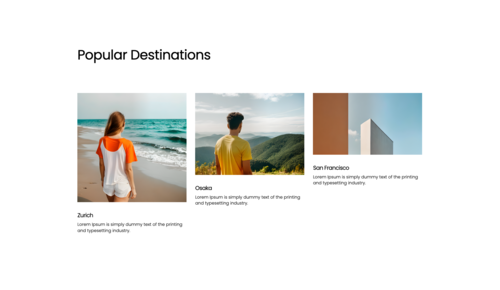 Popular Destinations
Zurich
Lorem Ipsum is simply dummy text of the printing
and typesetting industry.
Osaka
Lorem Ipsum is simply dummy text of the printing
and typesetting industry.
San Francisco
Lorem Ipsum is simply dummy text of the printing
and typesetting industry.